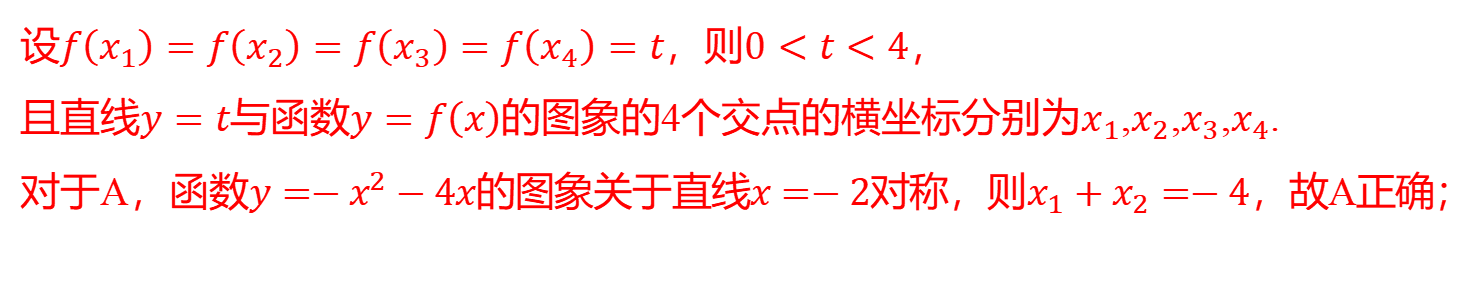 设f(x₁) = f(x₂) = f(x₃) = f(x₄) = t，则0 < t < 4，
且直线y = t与函数y = f(x)的图象的4个交点的横坐标分别为x₁,x₂,x₃,x₄.
对于A，函数y =− x² − 4x的图象关于直线x =− 2对称，则x₁ + x₂ =− 4，故A正确；